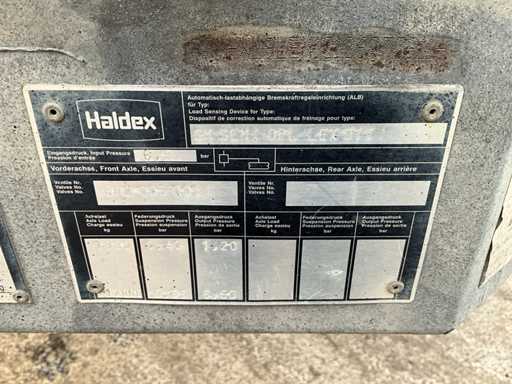 Haldex
Automatisch-lastabhängige Bremskraftregeleinrichtung (ALB)
für Typ:
Load Sensing Device for Type:
Dispositif de correction automatique de freinage pour type:
Eingangsdruck, Input Pressure
Pression d'entrée
bar
Vorderachse, Front Axle, Essieu avant
Hinterachse, Rear Axle, Essieu arrière
Ventile Nr.
Valves No.
Ventile Nr.
Valves No.
Achslast
Axle Load
Charge essieu
kg
Federungsdruck
Suspension Pressure
Pression suspension
bar
Ausgangsdruck
Output Pressure
Pression de sortie
bar
Achslast
Axle Load
Charge essieu
kg
Federungsdruck
Suspension Pressure
Pression suspension
bar
Ausgangsdruck
Output Pressure
Pression de sortie
bar
1.20